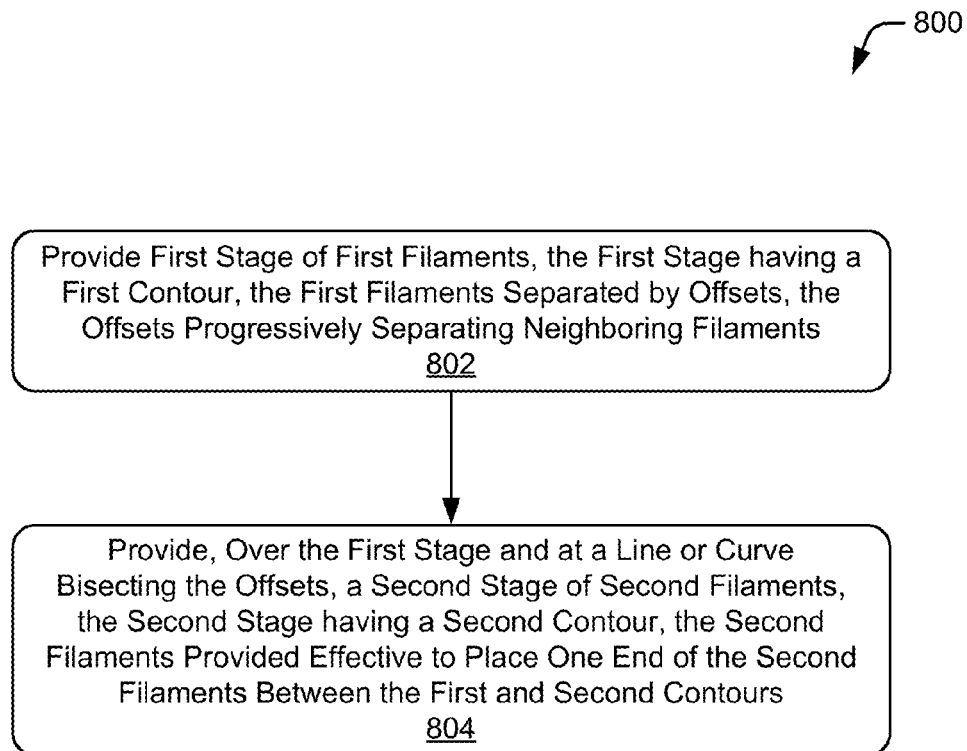 800
Provide First Stage of First Filaments, the First Stage having a
First Contour, the First Filaments Separated by Offsets, the
Offsets Progressively Separating Neighboring Filaments
802
Provide, Over the First Stage and at a Line or Curve
Bisecting the Offsets, a Second Stage of Second Filaments,
the Second Stage having a Second Contour, the Second
Filaments Provided Effective to Place One End of the Second
Filaments Between the First and Second Contours
804